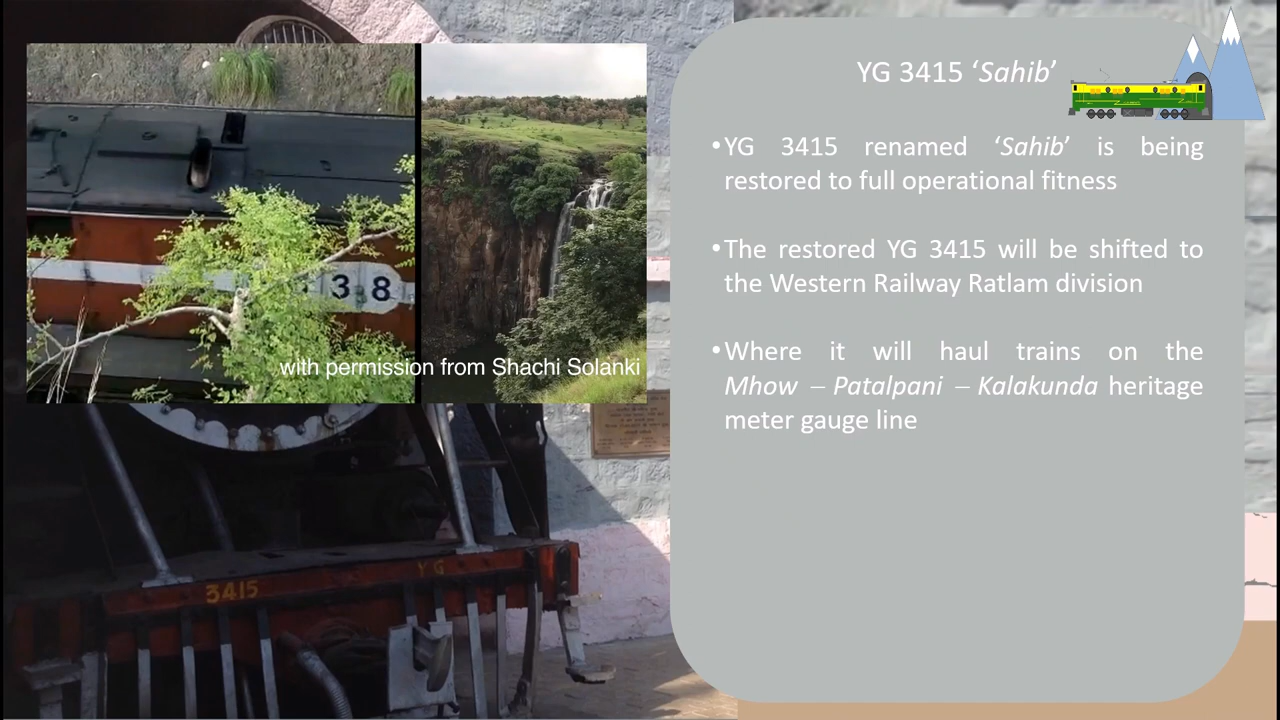 YG 3415 ‘Sahib’
•YG 3415 renamed ‘Sahib’ is being
restored to full operational fitness
•The restored YG 3415 will be shifted to
the Western Railway Ratlam division
•Where it will haul trains on the
Mhow – Patalpani – Kalakunda heritage
meter gauge line
3 8
with permission from Shachi Solanki
3415
YG